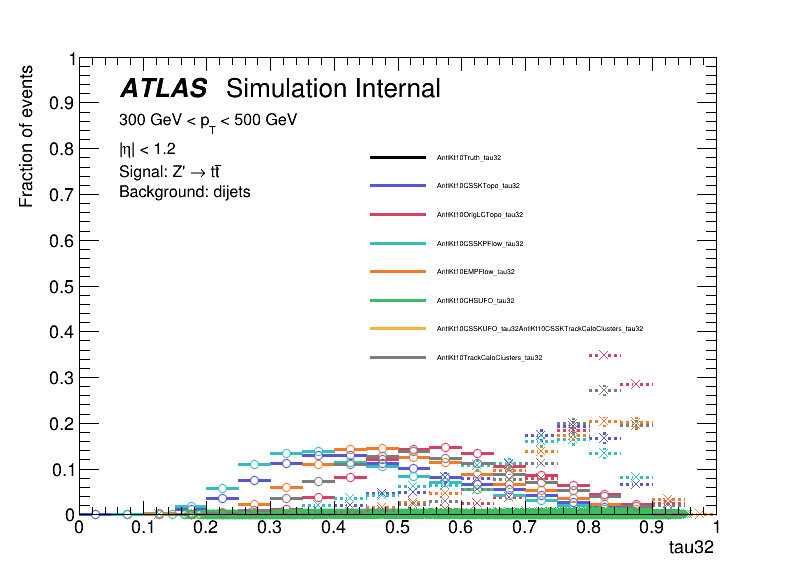 ATLAS Simulation Internal
300 GeV < pT < 500 GeV
|η| < 1.2
Signal: Z' → tt̄
Background: dijets
AntiKt10Truth_tau32
AntiKt10CSSKTopo_tau32
AntiKt10OrigLCTopo_tau32
AntiKt10CSSKPFlow_tau32
AntiKt10EMPFlow_tau32
AntiKt10CHSUFO_tau32
AntiKt10CSSKUFO_tau32AntiKt10CSSKTrackCaloClusters_tau32
AntiKt10TrackCaloClusters_tau32
Fraction of events
1
0.9
0.8
0.7
0.6
0.5
0.4
0.3
0.2
0.1
0
0 0.1 0.2 0.3 0.4 0.5 0.6 0.7 0.8 0.9 1
tau32